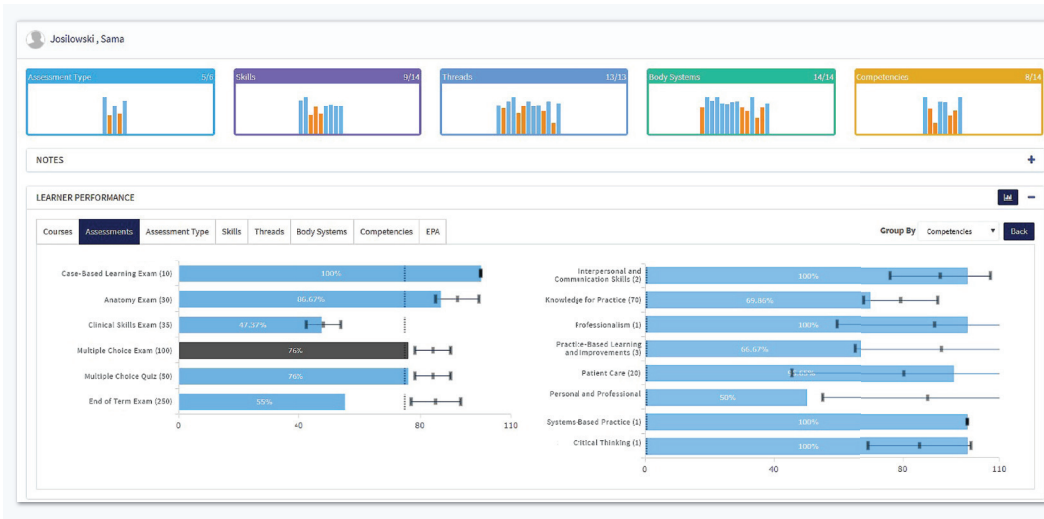 Josilowski , Sama
Assessment Type 5/6
Skills 9/14
Threads 13/13
Body Systems 14/14
Competencies 8/14
NOTES +
LEARNER PERFORMANCE
Courses Assessments Assessment Type Skills Threads Body Systems Competencies EPA
Group By Competencies Back
Case-Based Learning Exam (10) 100%
Anatomy Exam (30) 86.67%
Clinical Skills Exam (35) 47.37%
Multiple Choice Exam (100) 76%
Multiple Choice Quiz (50) 76%
End of Term Exam (250) 55%
0 40 80 110
Interpersonal and
Communication Skills (2) 100%
Knowledge for Practice (70) 69.86%
Professionalism (1) 100%
Practice-Based Learning
and Improvements (3) 66.67%
Patient Care (20)
Personal and Professional 50%
Systems-Based Practice (1) 100%
Critical Thinking (1) 100%
0 40 80 110